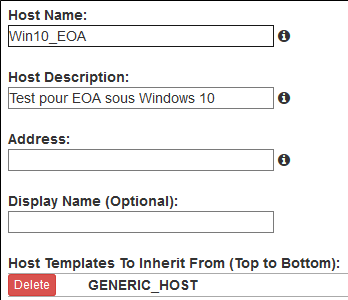 Host Name:
Win10_EOA
Host Description:
Test pour EOA sous Windows 10
Address:
Display Name (Optional):
Host Templates To Inherit From (Top to Bottom):
Delete GENERIC_HOST